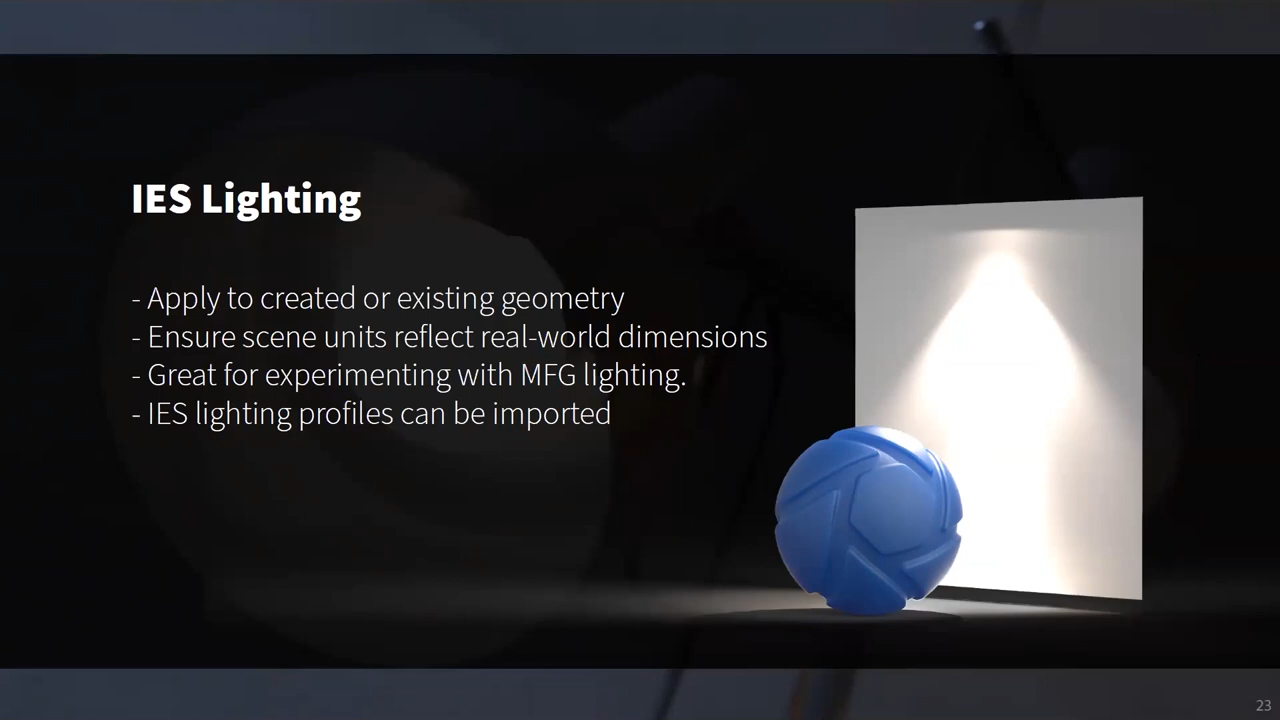 IES Lighting
- Apply to created or existing geometry
- Ensure scene units reflect real-world dimensions
- Great for experimenting with MFG lighting.
- IES lighting profiles can be imported
23